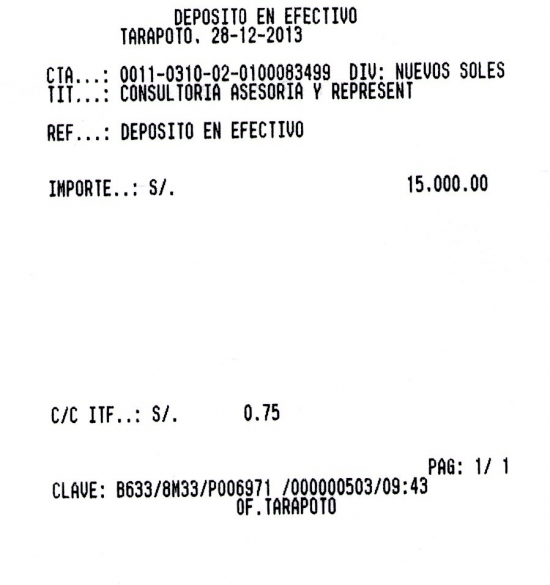 DEPOSITO EN EFECTIVO
TARAPOTO, 28-12-2013
CTA...: 0011-0310-02-0100083499 DIV: NUEVOS SOLES
TIT...: CONSULTORIA ASESORIA Y REPRESENT
REF...: DEPOSITO EN EFECTIVO
IMPORTE..: S/. 15.000.00
C/C ITF..: S/. 0.75
PAG: 1/ 1
CLAVE: B633/8M33/P006971 /000000503/09:43
OF.TARAPOTO